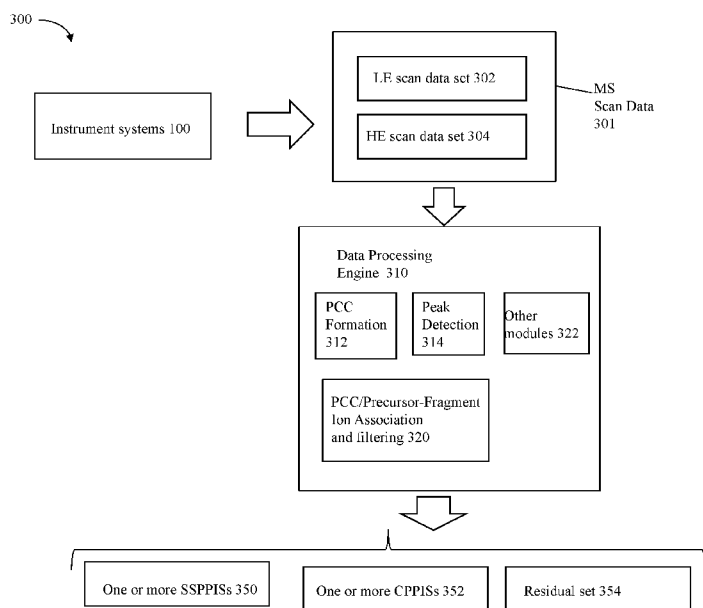 300
Instrument systems 100
LE scan data set 302
HE scan data set 304
MS
Scan Data
301
Data Processing
Engine 310
PCC
Formation
312
Peak
Detection
314
Other
modules 322
PCC/Precursor-Fragment
Ion Association
and filtering 320
One or more SSPPISs 350
One or more CPPISs 352
Residual set 354